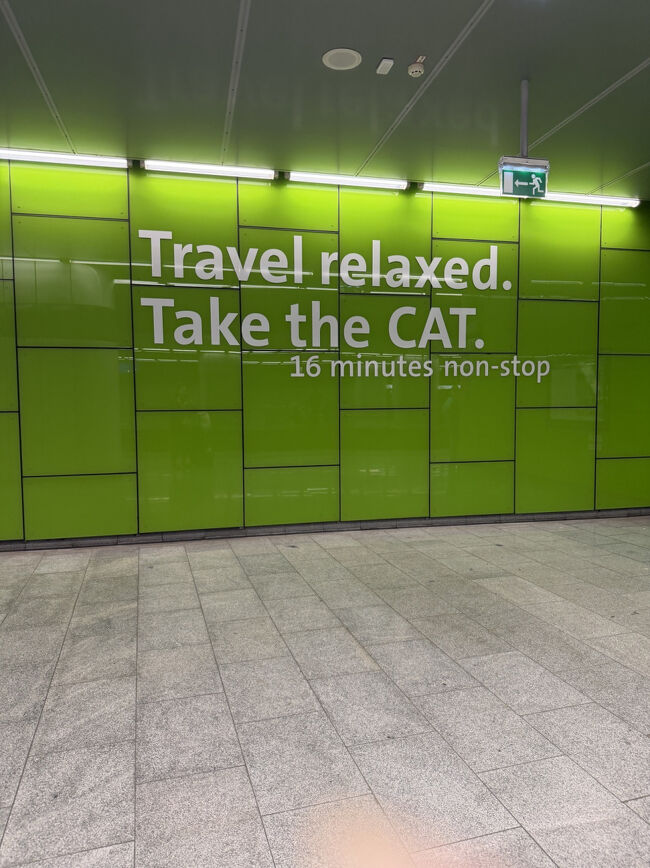 Travel relaxed.
Take the CAT.
16 minutes non-stop